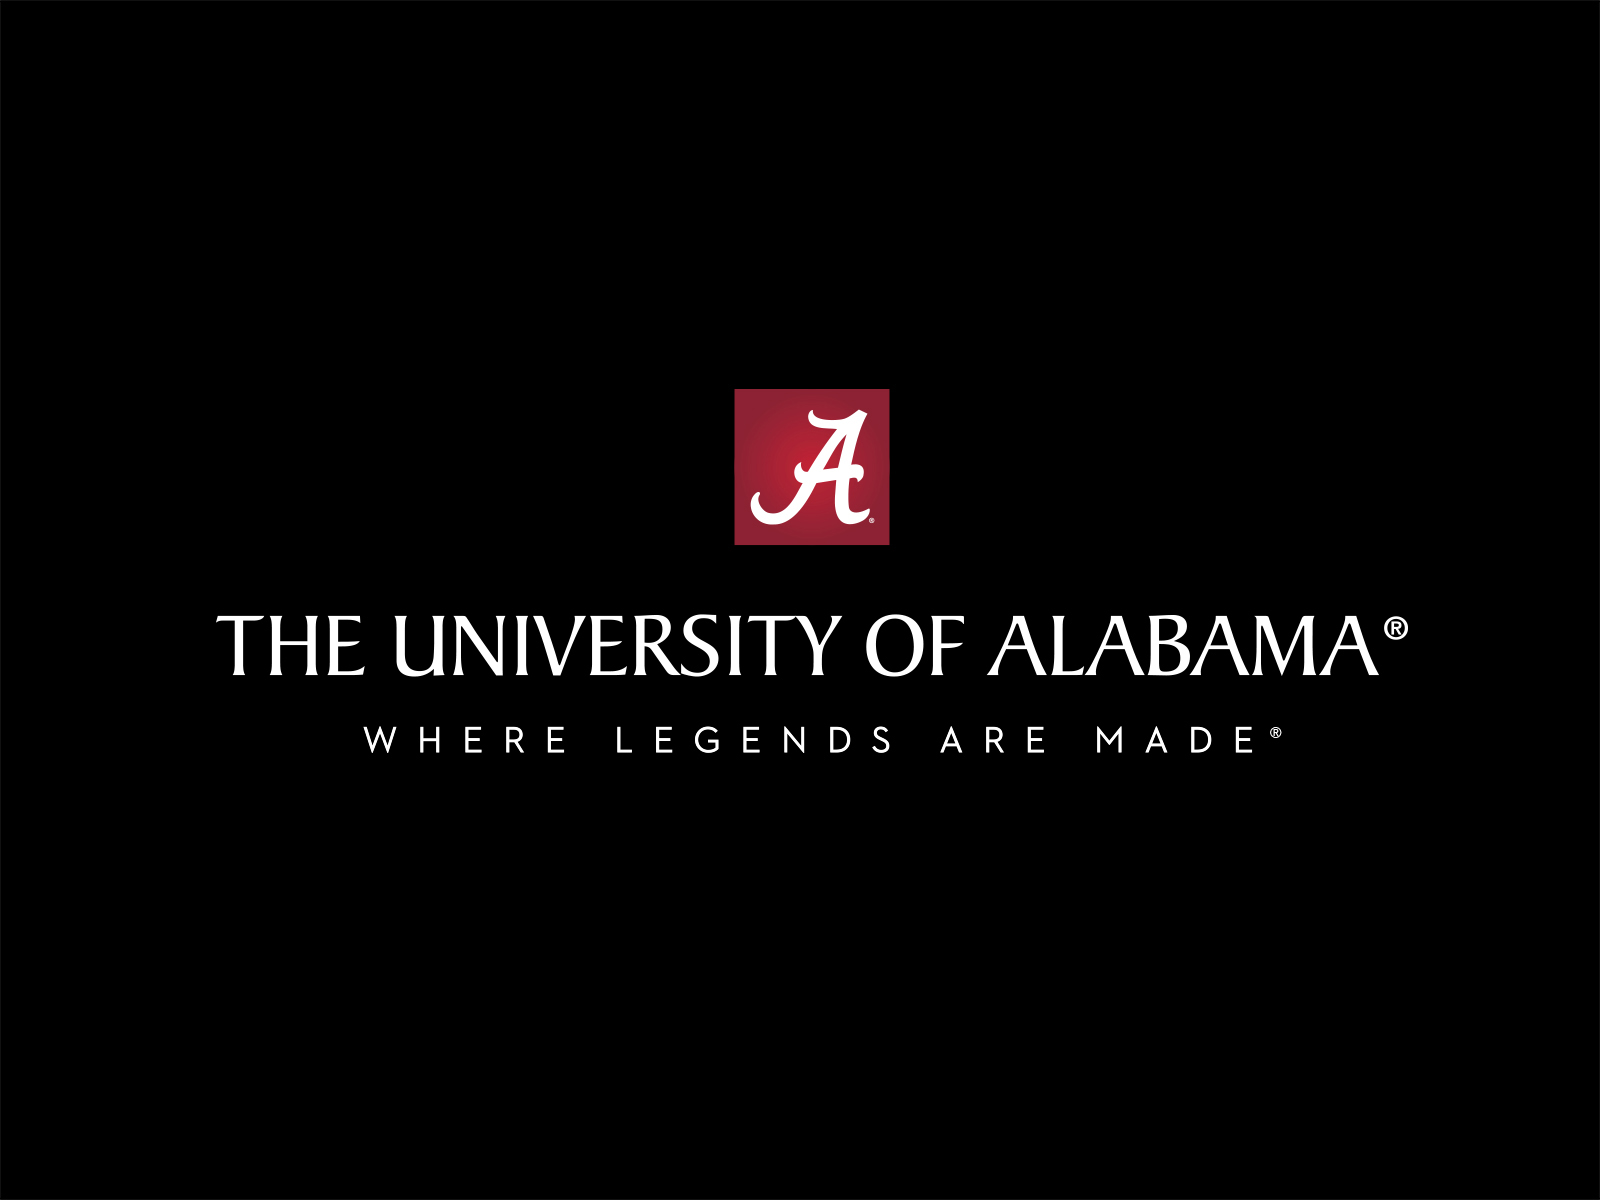 A®
THE UNIVERSITY OF ALABAMA®
WHERE LEGENDS ARE MADE®